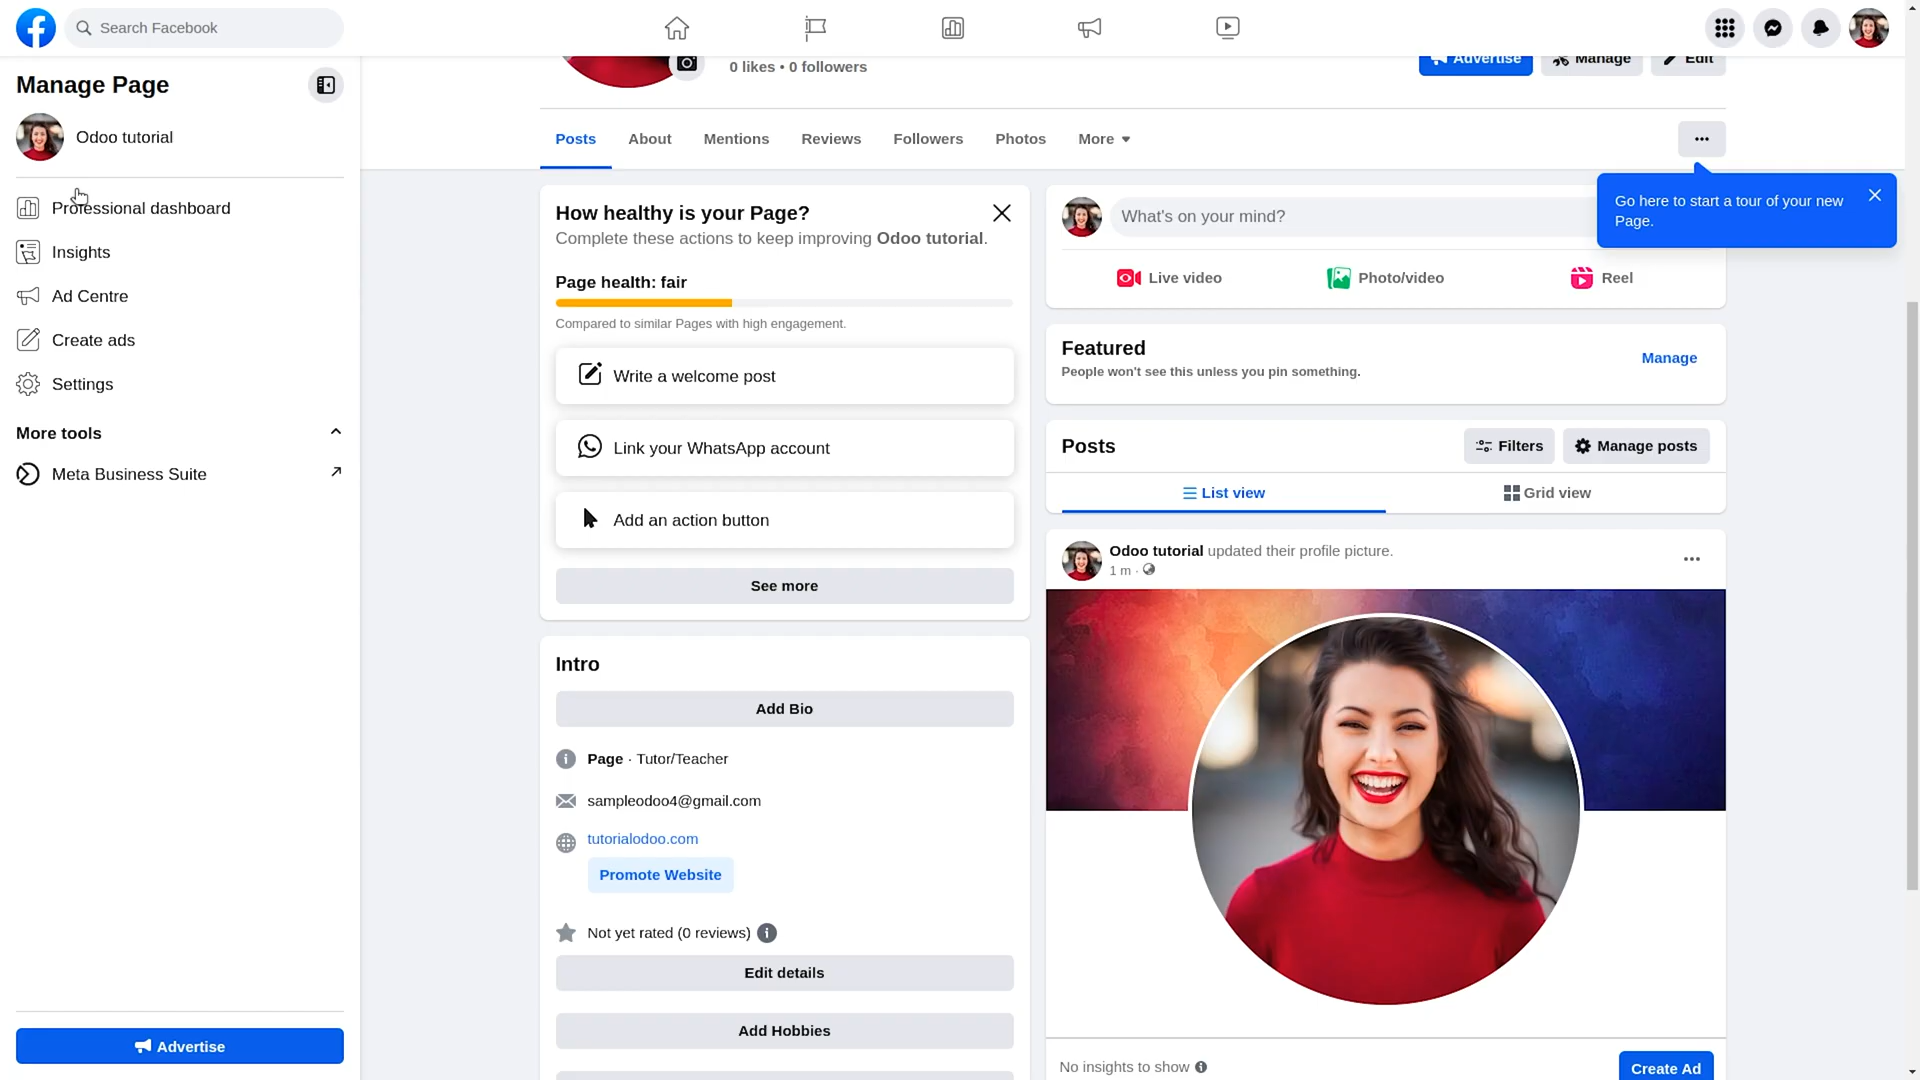 Search Facebook
Manage Page
Odoo tutorial
Professional dashboard
Insights
Ad Centre
Create ads
Settings
More tools
Meta Business Suite
Advertise
0 likes • 0 followers
Advertise
Manage
Edit
Posts
About
Mentions
Reviews
Followers
Photos
More
Go here to start a tour of your new
Page.
How healthy is your Page?
Complete these actions to keep improving Odoo tutorial.
Page health: fair
Compared to similar Pages with high engagement.
Write a welcome post
Link your WhatsApp account
Add an action button
See more
Intro
Add Bio
Page · Tutor/Teacher
sampleodoo4@gmail.com
tutorialodoo.com
Promote Website
Not yet rated (0 reviews)
Edit details
Add Hobbies
What's on your mind?
Live video
Photo/video
Reel
Featured
People won't see this unless you pin something.
Manage
Posts
Filters
Manage posts
List view
Grid view
Odoo tutorial updated their profile picture.
1 m ·
No insights to show
Create Ad